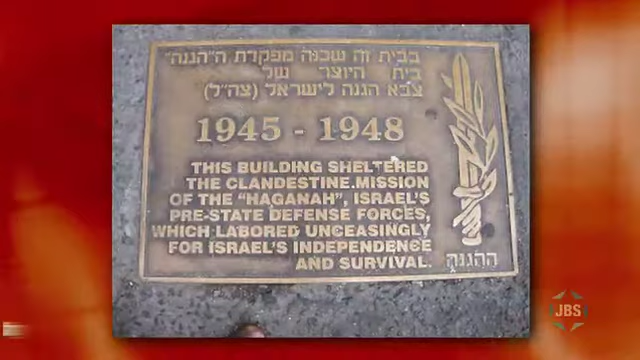 בבית זה שכנה מפקדת ה"הגנה"
בית היוצר של
צבא הגנה לישראל (צה"ל)
1945 - 1948
THIS BUILDING SHELTERED
THE CLANDESTINE MISSION
OF THE "HAGANAH", ISRAEL'S
PRE-STATE DEFENSE FORCES,
WHICH LABORED UNCEASINGLY
FOR ISRAEL'S INDEPENDENCE
AND SURVIVAL.
ההגנה
JBS